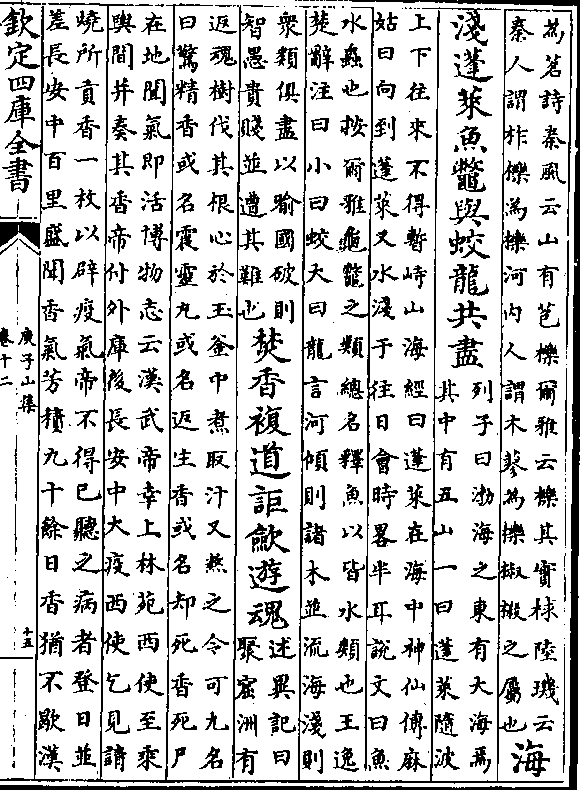 為茗詩秦風云山有苞櫟爾雅云櫟其實梂陸璣云
秦人謂柞櫟為櫟河内人謂木蓼為櫟椒榝之屬也
海
淺蓬萊魚鼈與蛟龍共盡
列子曰渤海之東有大海焉
其中有五山一曰蓬萊隨波
上下往來不得暫峙山海經曰蓬萊在海中神仙傳麻
姑曰向到蓬萊又水淺于往日會時畧半耳說文曰魚
水蟲也按爾雅龜鼈之類總名釋魚以皆水類也王逸
楚辭注曰小曰蛟大曰龍言河傾則諸木並流海淺則
衆類俱盡以喻國破則
智愚貴賤並遭其難也
焚香複道詎歛遊魂
述異記曰
聚窟洲有
返魂樹伐其根心於玉釜中煮取汁又熬之令可丸名
曰驚精香或名震靈丸或名返生香或名却死香死尸
在地聞氣即活博物志云漢武帝幸上林苑西使至乘
輿間并奏其香帝付外庫後長安中大疫西使乞見請
嶢所貢香一枚以辟疫氣帝不得已聽之病者登日並
差長安中百里盛聞香氣芳積九十餘日香猶不歇漢
欽定四庫全書
庾子山集
卷十二
十五